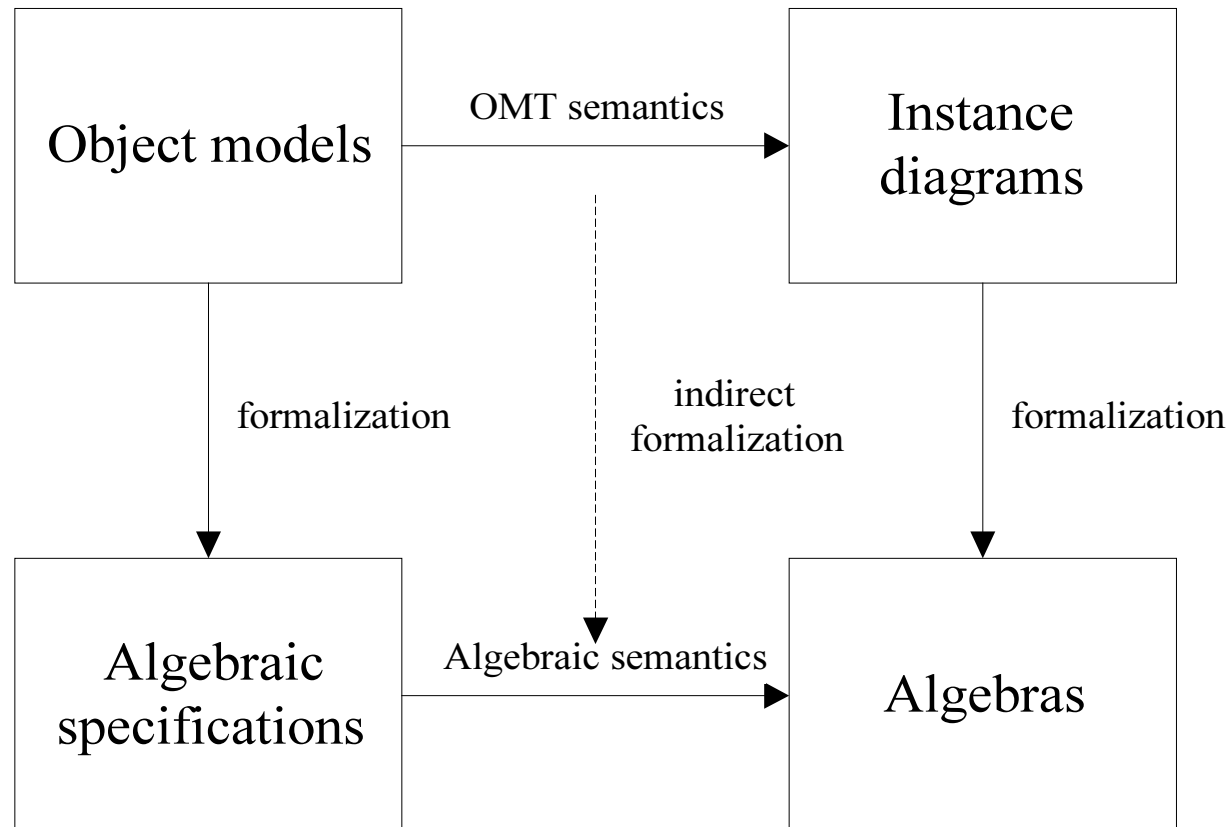 Object models
OMT semantics
Instance
diagrams
formalization
indirect
formalization
formalization
Algebraic
specifications
Algebraic semantics
Algebras